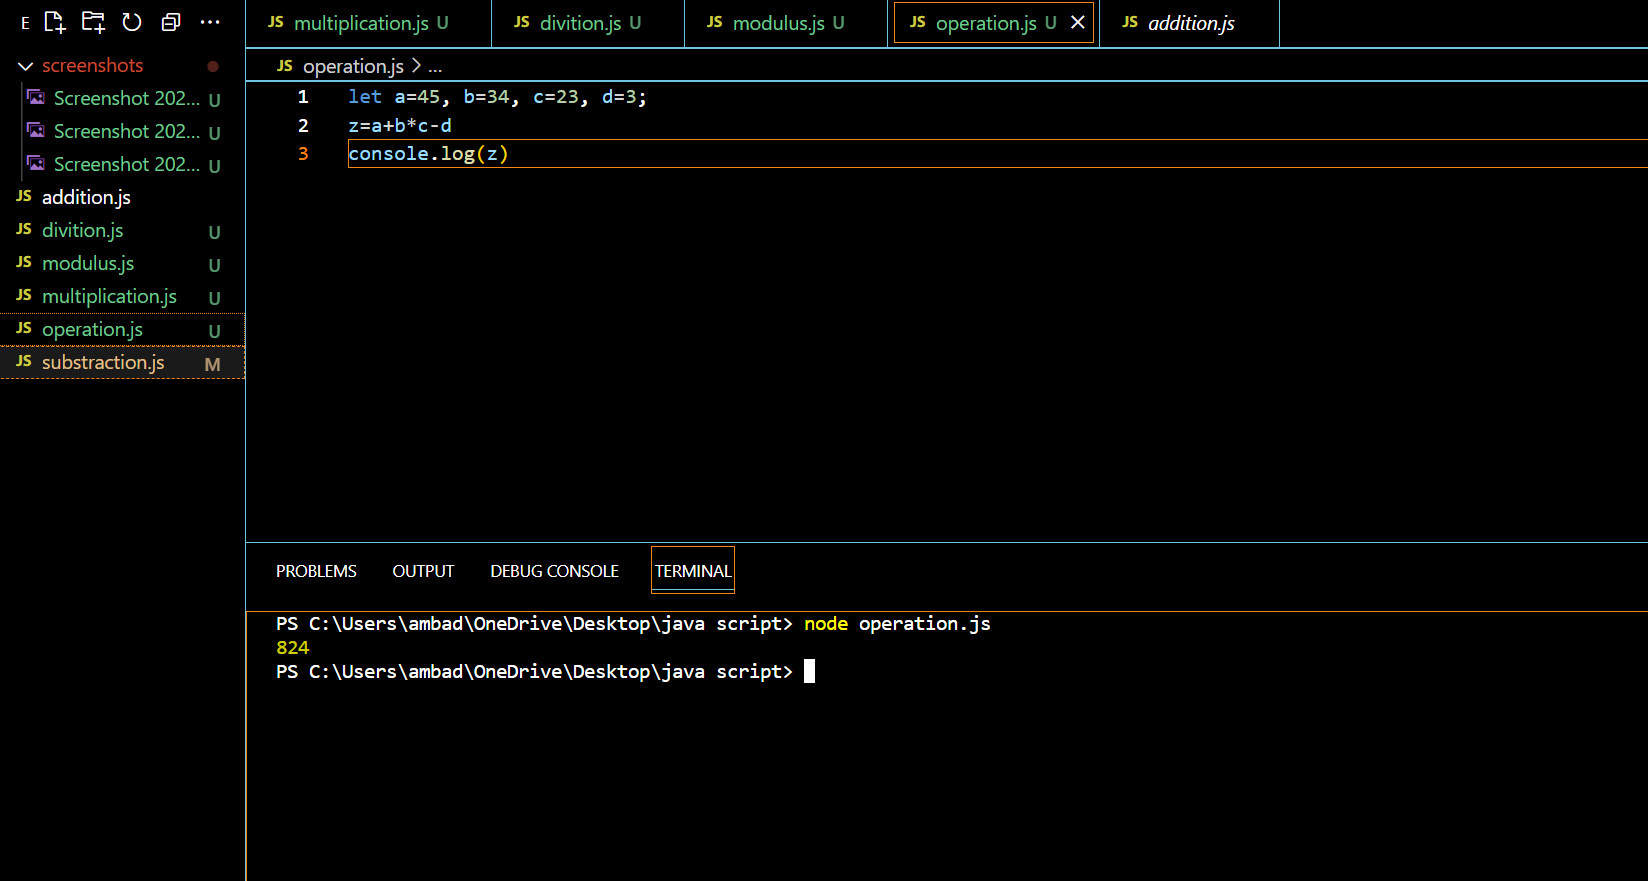 E
screenshots
Screenshot 202... U
Screenshot 202... U
Screenshot 202... U
JS addition.js
JS divition.js U
JS modulus.js U
JS multiplication.js U
JS operation.js U
JS substraction.js M
JS multiplication.js U JS divition.js U JS modulus.js U JS operation.js U JS addition.js
JS operation.js > ...
1 let a=45, b=34, c=23, d=3;
2 z=a+b*c-d
3 console.log(z)
PROBLEMS OUTPUT DEBUG CONSOLE TERMINAL
PS C:\Users\ambad\OneDrive\Desktop\java script> node operation.js
824
PS C:\Users\ambad\OneDrive\Desktop\java script>